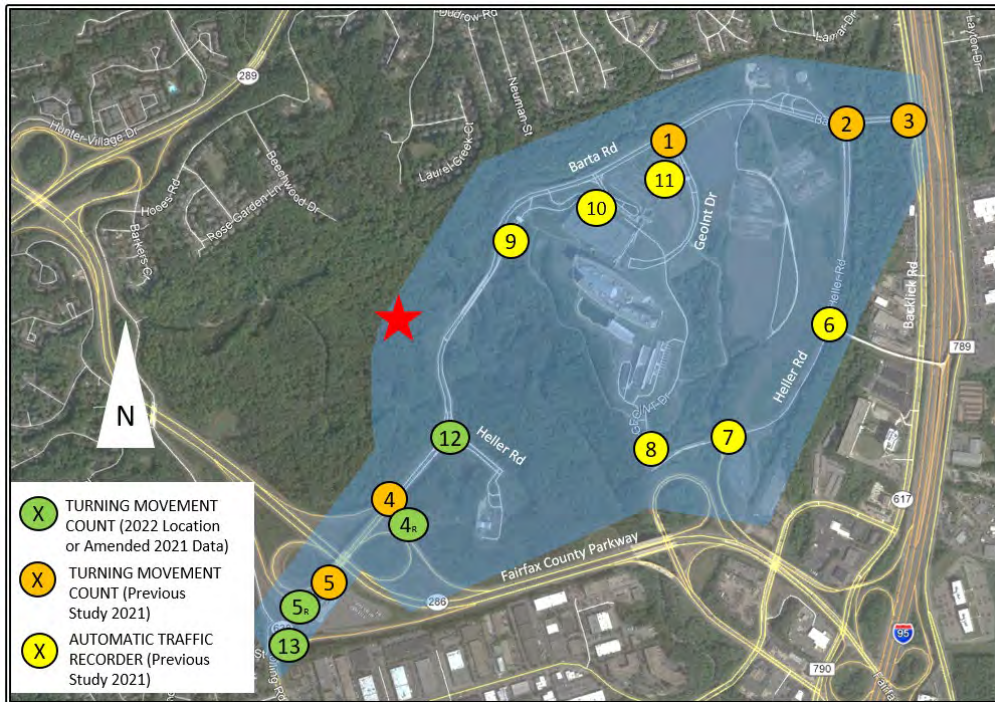 Dudrow-Rd
Lamar-Dr
Layton-Dr
289
Neuman-St
Hunter-Village-Dr
Laurel-Greek-Ct
Barta Rd
1
2
3
11
10
9
Hooes-Rd
Beechwood-Dr
Rose-Garden-Ln
Barkers-Ct
GeoInt Dr
Backlick Rd
Heller-Rd
6
789
N
Heller Rd
12
Heller Rd
8
7
4
4R
617
Fairfax County Parkway
5
5R
286
13
95
790
X
TURNING MOVEMENT
COUNT (2022 Location
or Amended 2021 Data)
X
TURNING MOVEMENT
COUNT (Previous
Study 2021)
X
AUTOMATIC TRAFFIC
RECORDER (Previous
Study 2021)